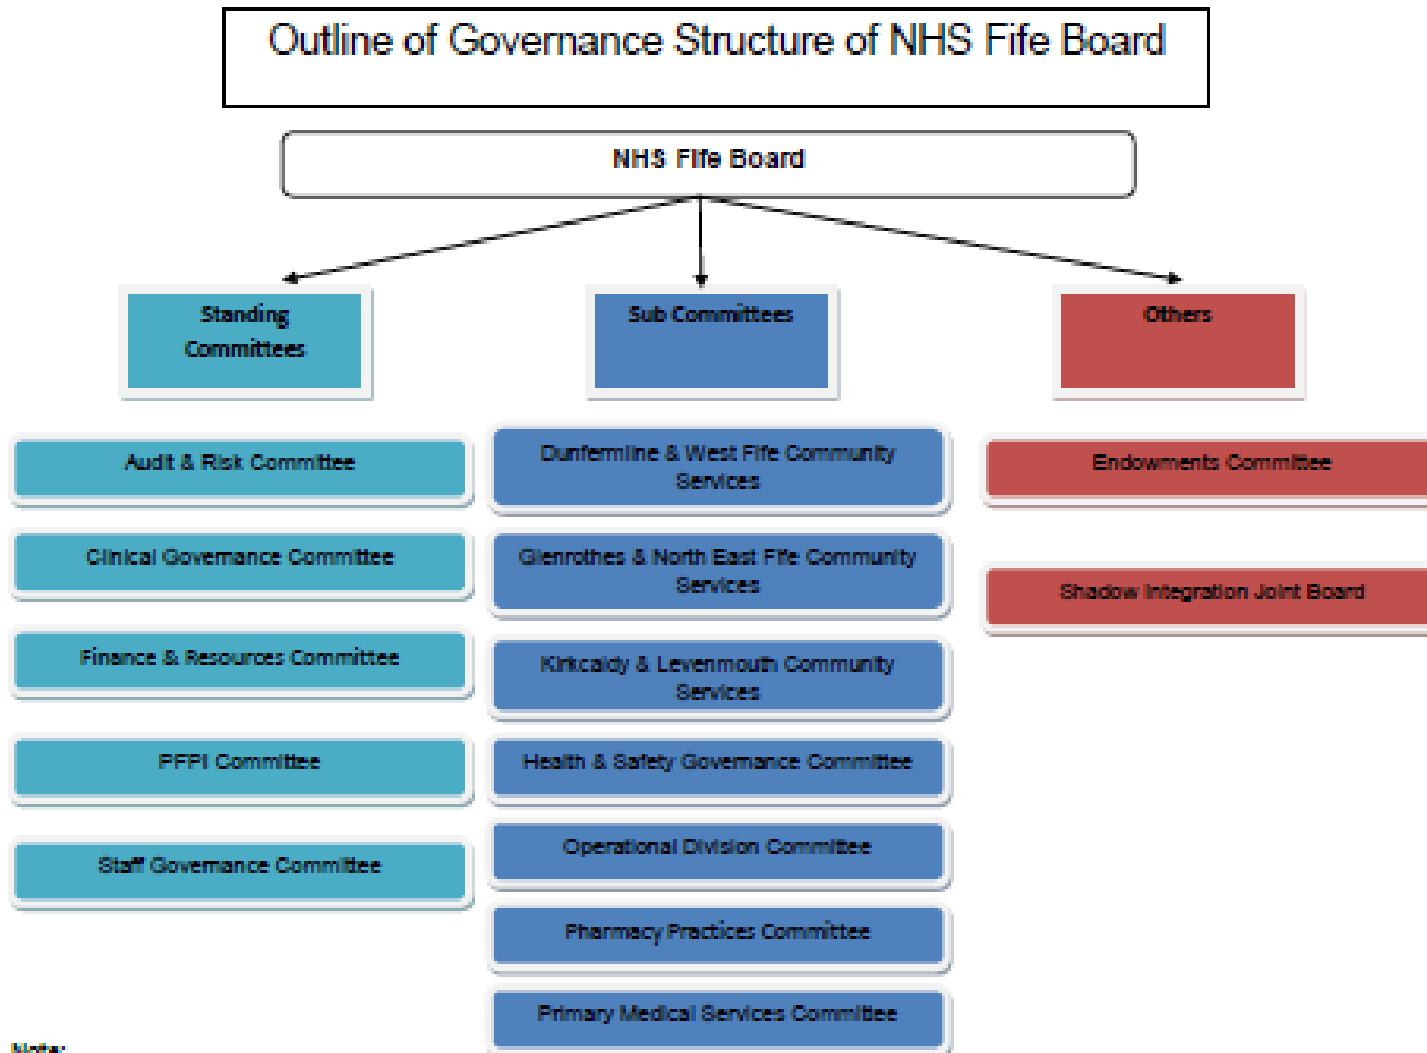 Outline of Governance Structure of NHS Fife Board
NHS Fife Board
Standing
Committees
Sub Committees
Others
Audit & Risk Committee
Clinical Governance Committee
Finance & Resources Committee
PFPI Committee
Staff Governance Committee
Dunfermline & West Fife Community
Services
Glenrothes & North East Fife Community
Services
Kirkcaldy & Levenmouth Community
Services
Health & Safety Governance Committee
Operational Division Committee
Pharmacy Practices Committee
Primary Medical Services Committee
Endowments Committee
Shadow Integration Joint Board
Note: